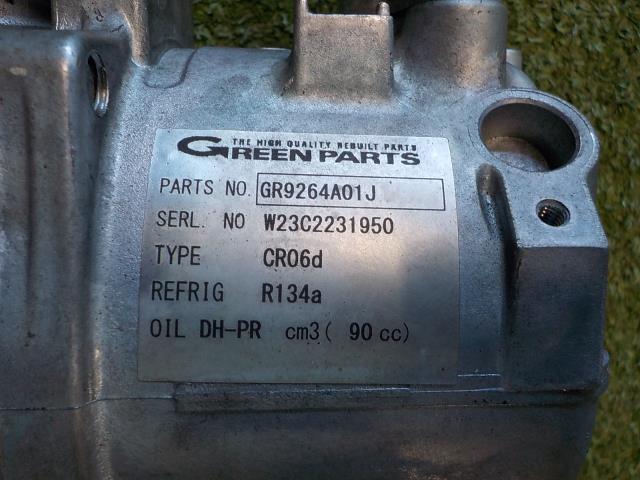 THE HIGH QUALITY REBUILT PARTS
GREEN PARTS
PARTS NO. GR9264A01J
SERL. NO W23C2231950
TYPE CR06d
REFRIG R134a
OIL DH-PR cm3( 90 cc)